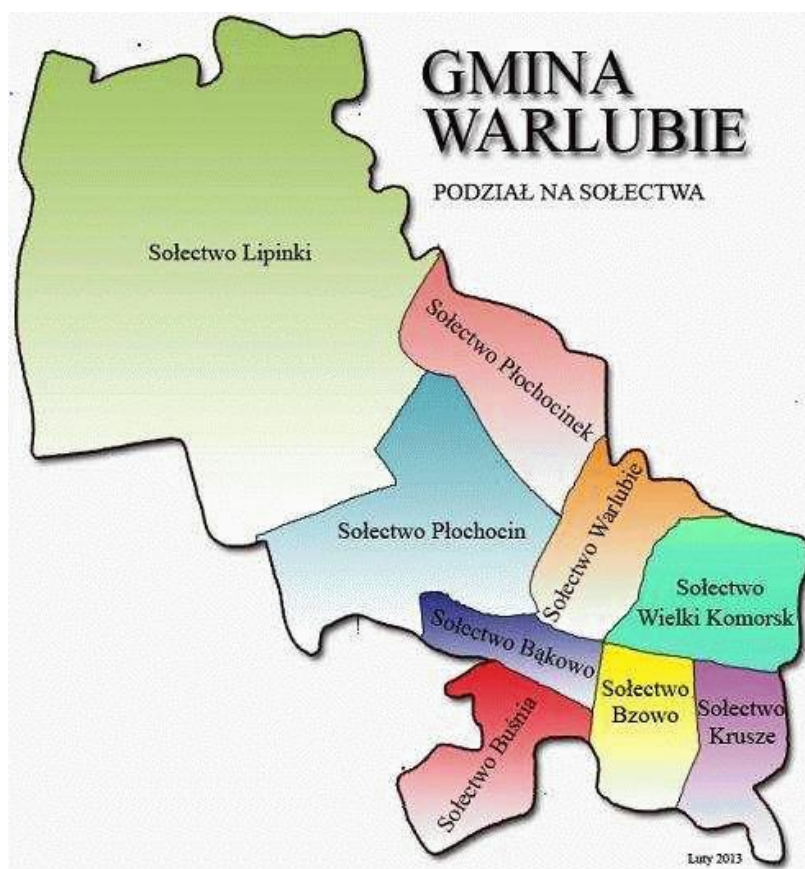 GMINA
WARLUBIE
PODZIAŁ NA SOŁECTWA
Sołectwo Lipinki
Sołectwo Płochocinek
Sołectwo Warlubie
Sołectwo Płochocin
Sołectwo
Wielki Komorsk
Sołectwo Bąkowo
Sołectwo
Bzowo
Sołectwo
Krusze
Sołectwo Buśnia
Luty 2013